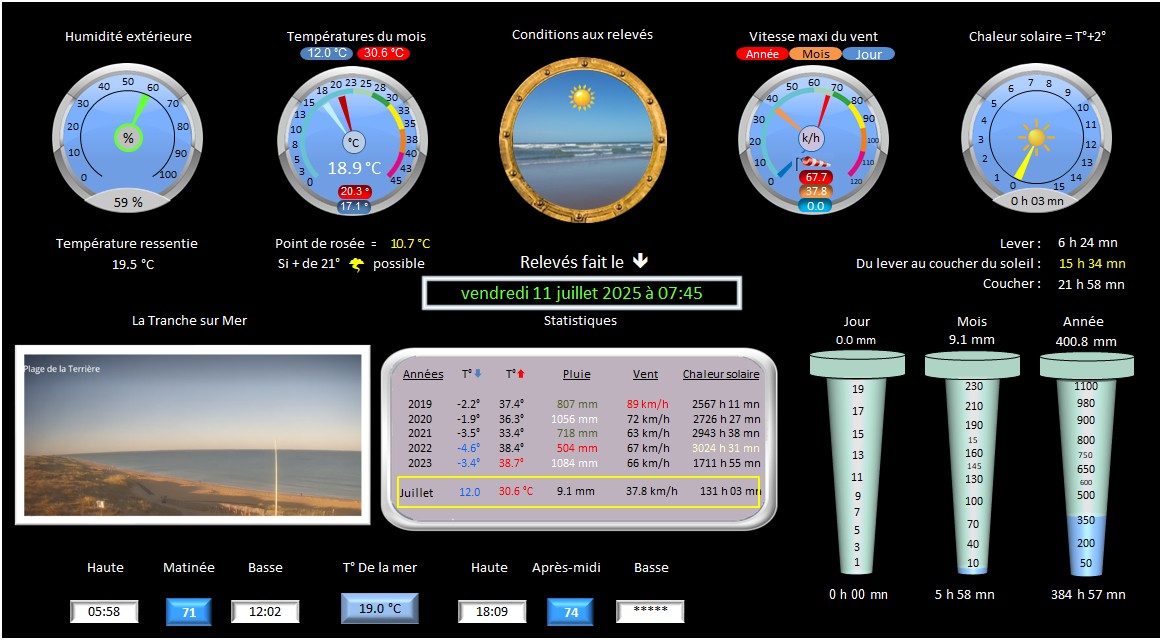 Humidité extérieure
Températures du mois
Conditions aux relevés
Vitesse maxi du vent
Chaleur solaire = T°+2°
12.0 °C 30.6 °C
Année Mois Jour
0 10 20 30 40 50 60 70 80 90 100
%
59 %
0 3 5 8 10 13 15 18 20 23 25 28 30 33 35 38 40 43 45
°C
18.9 °C
20.3 °
17.1 °
0 10 20 30 40 50 60 70 80 90 100 110 120
k/h
67.7
37.8
0.0
0 1 2 3 4 5 6 7 8 9 10 11 12 13 14 15
0 h 03 mn
Température ressentie
19.5 °C
Point de rosée = 10.7 °C
Si + de 21° possible
Relevés fait le
vendredi 11 juillet 2025 à 07:45
Lever : 6 h 24 mn
Du lever au coucher du soleil : 15 h 34 mn
Coucher : 21 h 58 mn
La Tranche sur Mer
Plage de la Terrière
Statistiques
Années T° T° Pluie Vent Chaleur solaire
2019 -2.2° 37.4° 807 mm 89 km/h 2567 h 11 mn
2020 -1.9° 36.3° 1056 mm 72 km/h 2726 h 27 mn
2021 -3.5° 33.4° 718 mm 63 km/h 2943 h 38 mn
2022 -4.6° 38.4° 504 mm 67 km/h 3024 h 31 mn
2023 -3.4° 38.7° 1084 mm 66 km/h 1711 h 55 mn
Juillet 12.0 30.6 °C 9.1 mm 37.8 km/h 131 h 03 mn
Jour
0.0 mm
19
17
15
13
11
9
7
5
3
1
0 h 00 mn
Mois
9.1 mm
230
210
190
15
160
145
130
100
70
40
10
5 h 58 mn
Année
400.8 mm
1100
980
900
800
750
650
600
500
350
200
50
384 h 57 mn
Haute Matinée Basse T° De la mer Haute Après-midi Basse
05:58 71 12:02 19.0 °C 18:09 74 *****